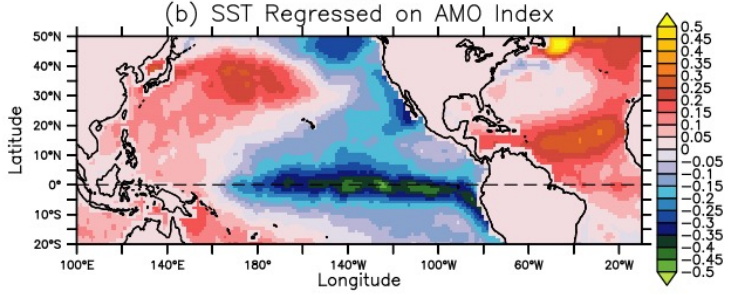 (b) SST Regressed on AMO Index
50°N
40°N
30°N
20°N
10°N
0°
10°S
20°S
Latitude
100°E 140°E 180° 140°W 100°W 60°W 20°W
Longitude
0.5
0.45
0.4
0.35
0.3
0.25
0.2
0.15
0.1
0.05
0
−0.05
−0.1
−0.15
−0.2
−0.25
−0.3
−0.35
−0.4
−0.45
−0.5